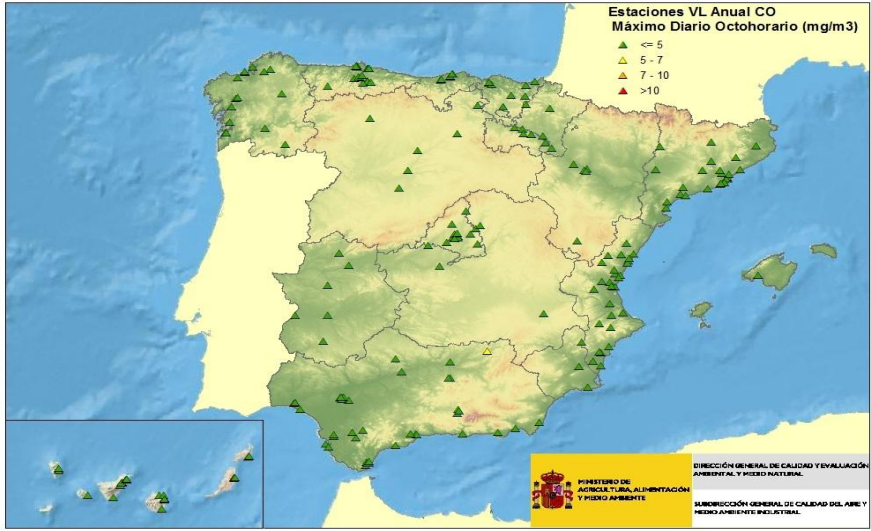 Estaciones VL Anual CO
Máximo Diario Octohorario (mg/m3)
<= 5
5 - 7
7 - 10
>10
MINISTERIO DE
AGRICULTURA, ALIMENTACIÓN
Y MEDIO AMBIENTE
DIRECCIÓN GENERAL DE CALIDAD Y EVALUACIÓN
AMBIENTAL Y MEDIO NATURAL
SUBDIRECCIÓN GENERAL DE CALIDAD DEL AIRE Y
MEDIO AMBIENTE INDUSTRIAL